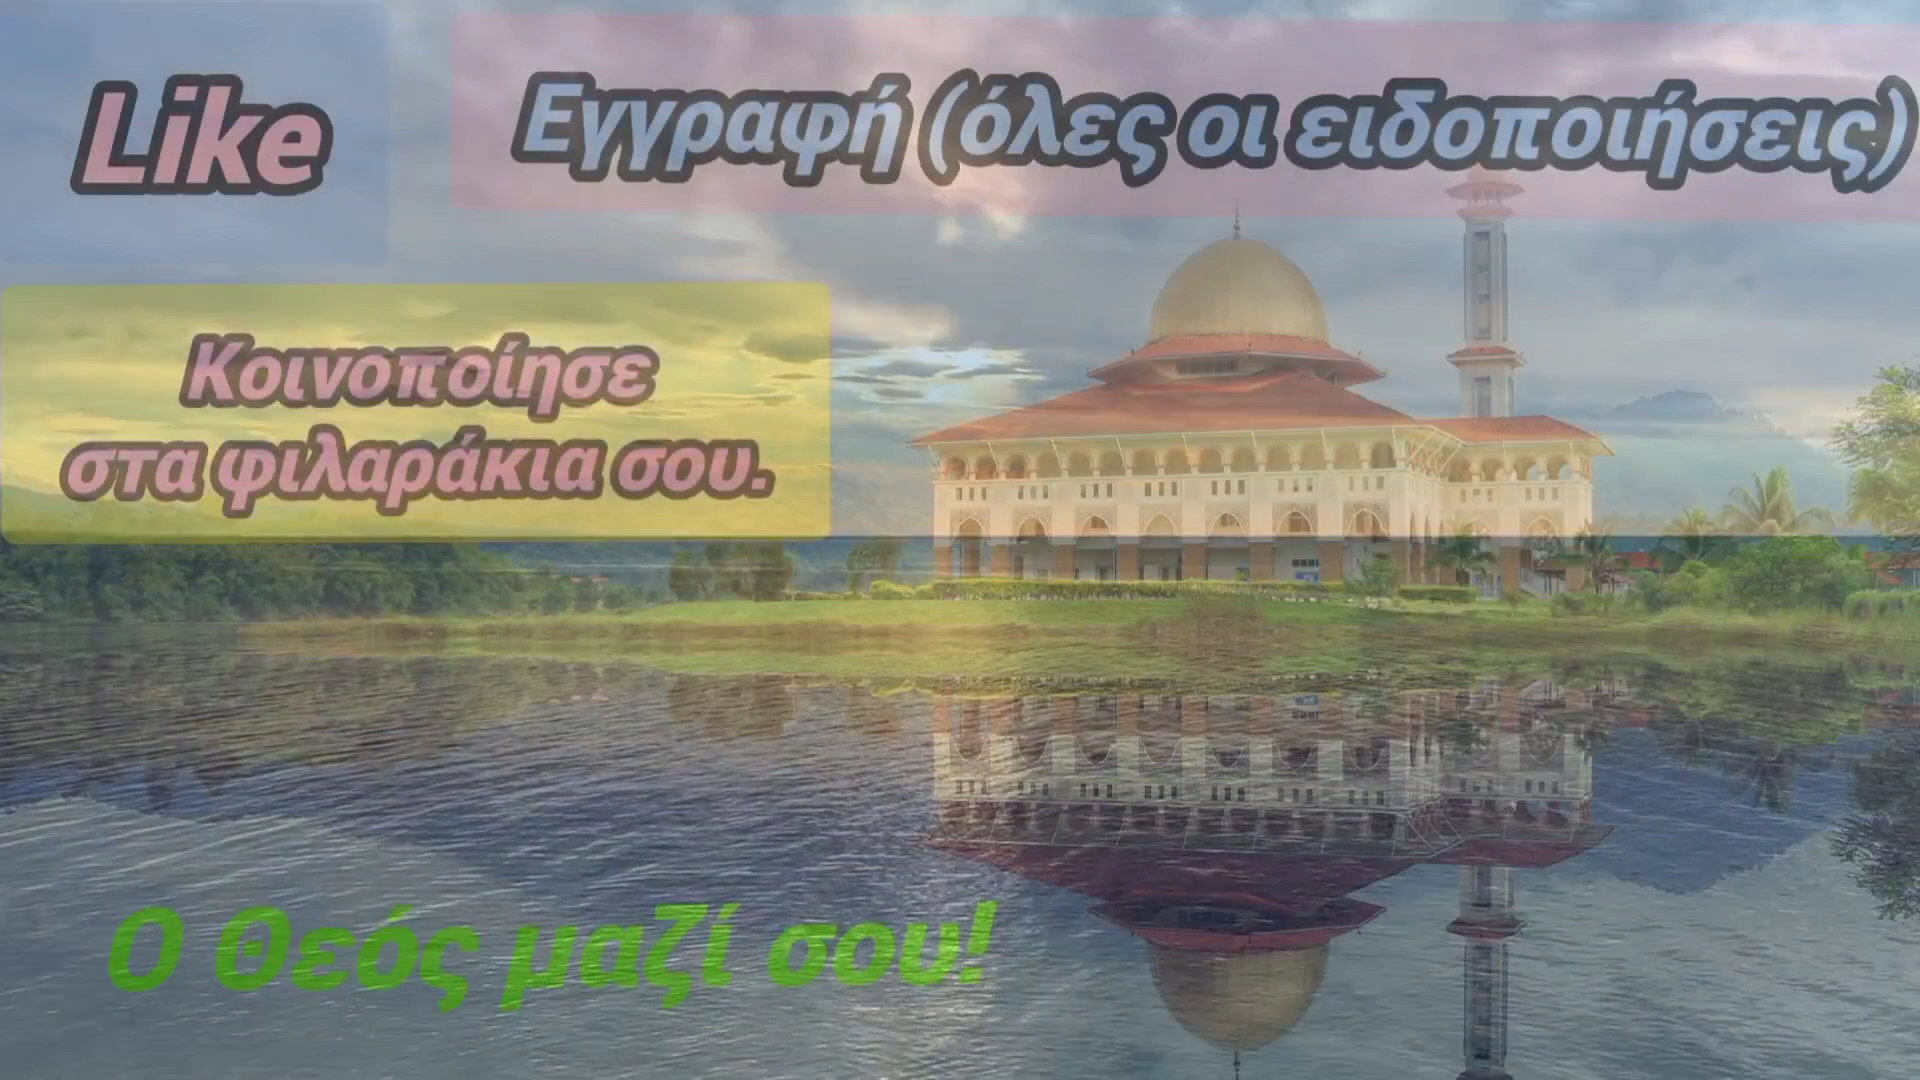 Like
Εγγραφή (όλες οι ειδοποιήσεις)
Κοινοποίησε
στα φιλαράκια σου.
Ο Θεός μαζί σου!